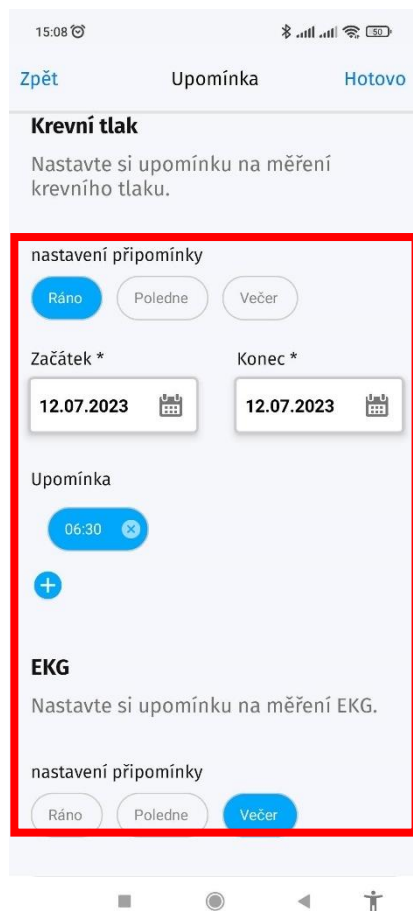 15:08
50
Zpět Upomínka Hotovo
Krevní tlak
Nastavte si upomínku na měření
krevního tlaku.
nastavení připomínky
Ráno Poledne Večer
Začátek * Konec *
12.07.2023 12.07.2023
Upomínka
06:30
EKG
Nastavte si upomínku na měření EKG.
nastavení připomínky
Ráno Poledne Večer